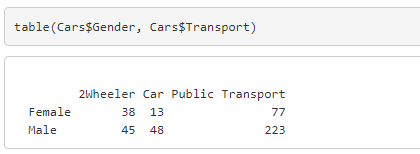 table(Cars$Gender, Cars$Transport)
2Wheeler Car Public Transport
Female 38 13 77
Male 45 48 223